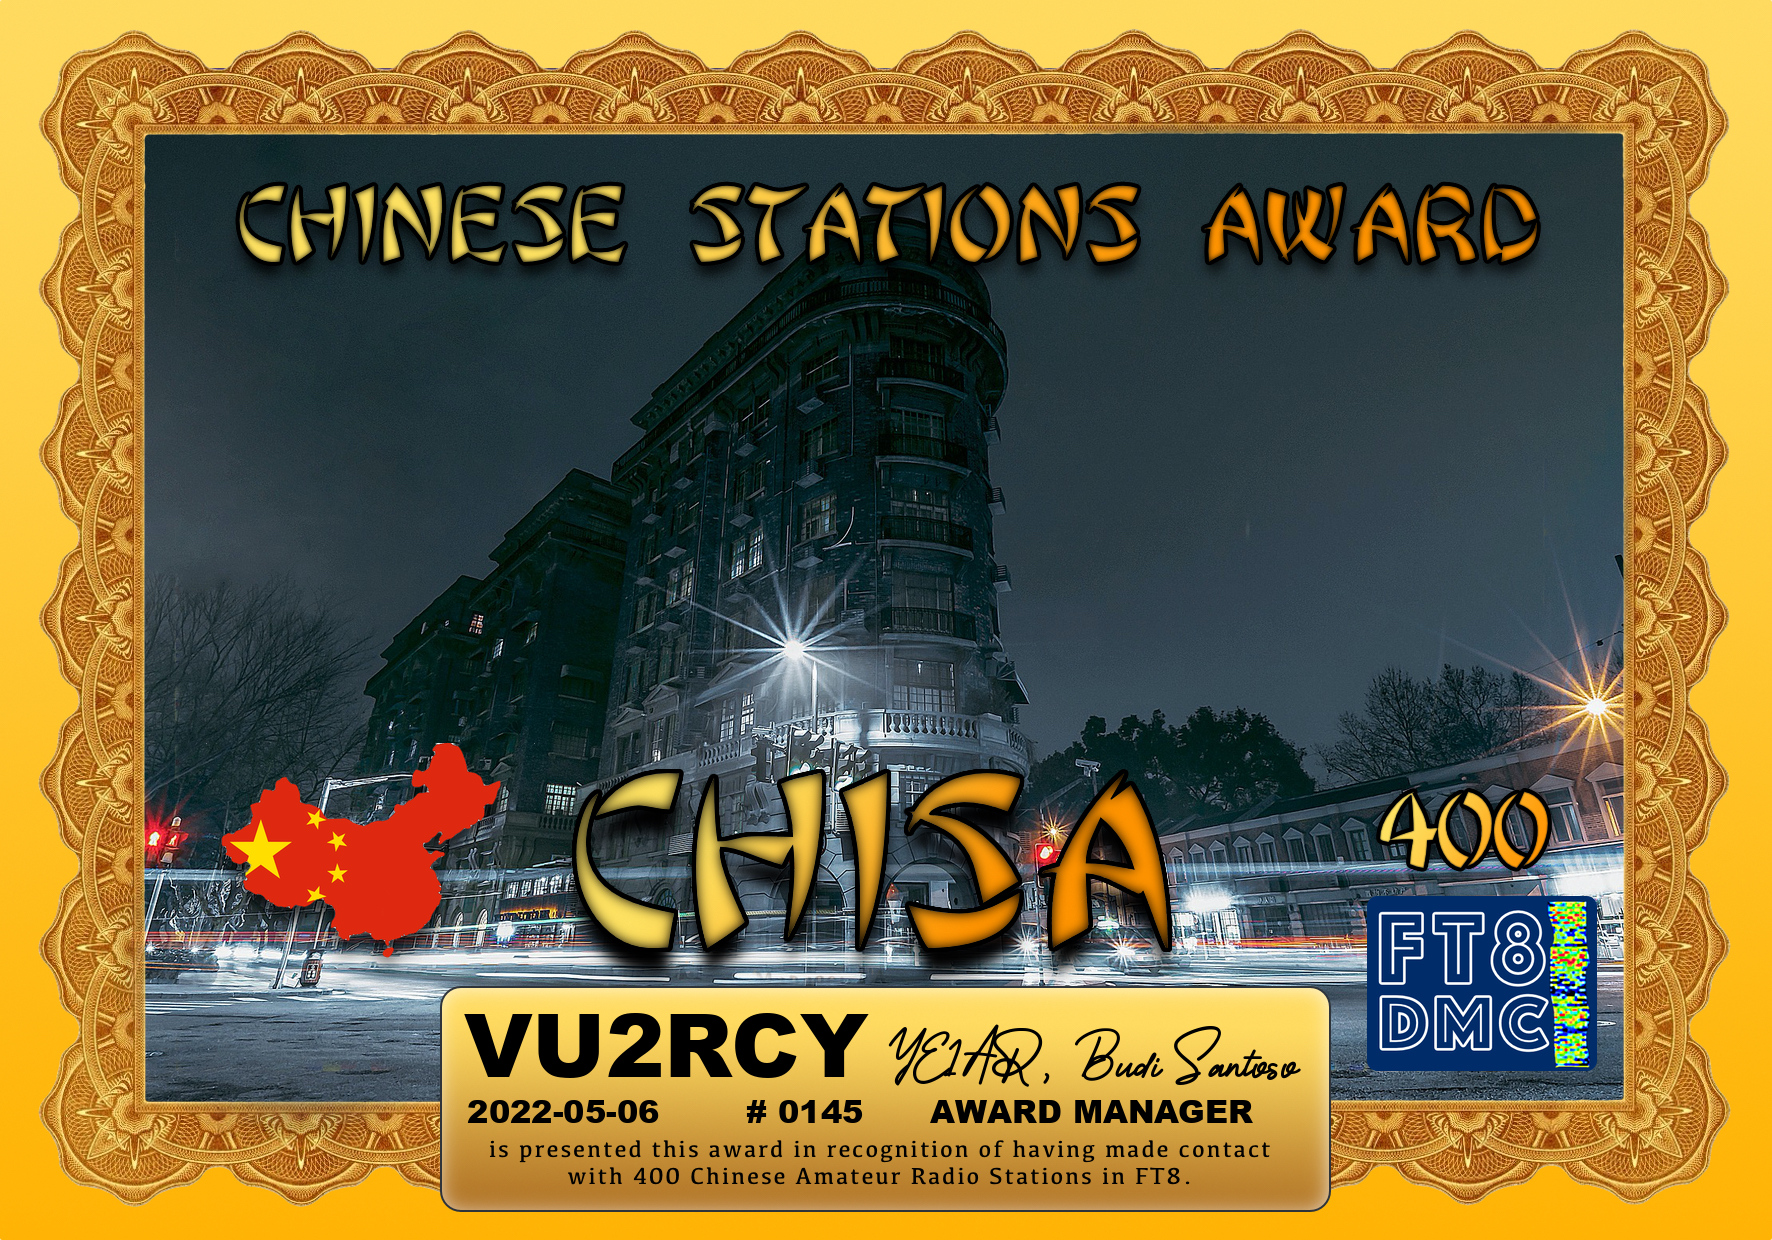 CHINESE STATIONS AWARD
CHISA
400
FT8
DMC
VU2RCY YE1AR, Budi Santoso
2022-05-06 # 0145 AWARD MANAGER
is presented this award in recognition of having made contact
with 400 Chinese Amateur Radio Stations in FT8.